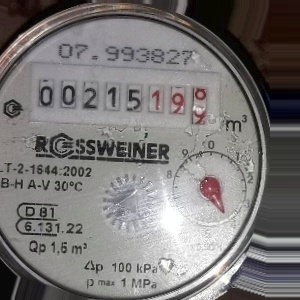 07.993827
00215199
m³
ROSSWEINER
LT-2-1644:2002
B-H A-V 30°C
D 81
6.131.22
Qp 1,5 m³
Δp 100 kPa
p max 1 MPa